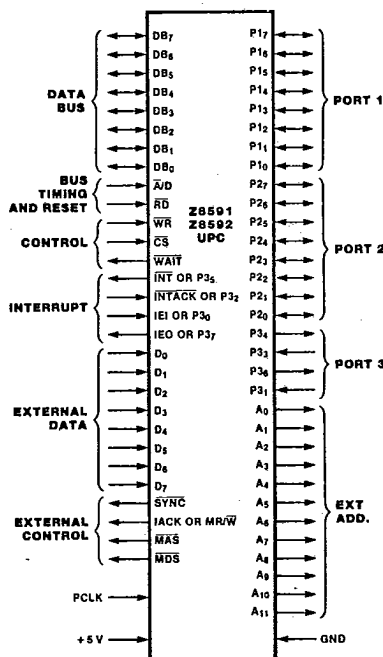 DB7
DB6
DB5
DB4
DB3
DB2
DB1
DB0
DATA
BUS
A̅/D
R̅D̅
BUS
TIMING
AND RESET
W̅R̅
C̅S̅
W̅A̅I̅T̅
CONTROL
I̅N̅T̅ OR P35
I̅N̅T̅A̅C̅K̅ OR P32
IEI OR P30
IEO OR P37
INTERRUPT
D0
D1
D2
D3
D4
D5
D6
D7
EXTERNAL
DATA
S̅Y̅N̅C̅
IACK OR MR/W̅
M̅A̅S̅
M̅D̅S̅
EXTERNAL
CONTROL
PCLK
+5V
Z8591
Z8592
UPC
P17
P16
P15
P14
P13
P12
P11
P10
PORT 1
P27
P26
P25
P24
P23
P22
P21
P20
PORT 2
P34
P33
P36
P31
PORT 3
A0
A1
A2
A3
A4
A5
A6
A7
A8
A9
A10
A11
EXT
ADD.
GND